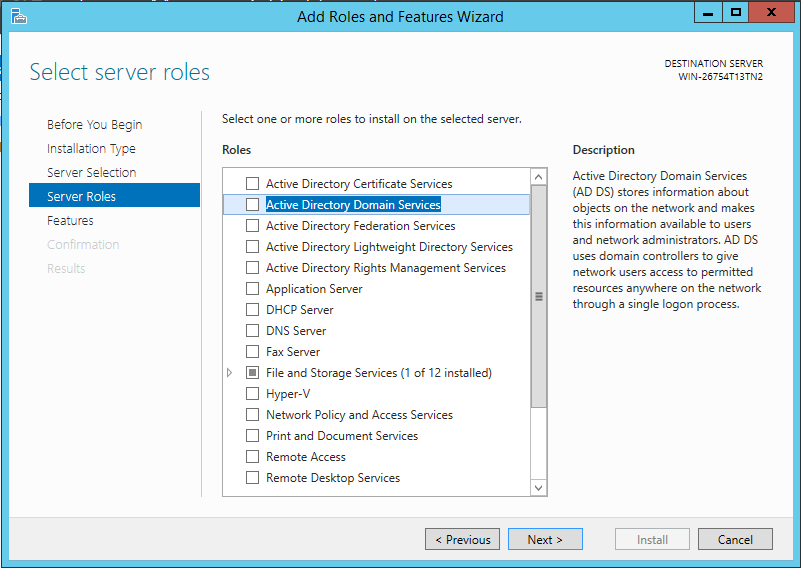 Add Roles and Features Wizard
Select server roles
DESTINATION SERVER
WIN-26754T13TN2
Before You Begin
Installation Type
Server Selection
Server Roles
Features
Confirmation
Results
Select one or more roles to install on the selected server.
Roles
Active Directory Certificate Services
Active Directory Domain Services
Active Directory Federation Services
Active Directory Lightweight Directory Services
Active Directory Rights Management Services
Application Server
DHCP Server
DNS Server
Fax Server
File and Storage Services (1 of 12 installed)
Hyper-V
Network Policy and Access Services
Print and Document Services
Remote Access
Remote Desktop Services
Description
Active Directory Domain Services
(AD DS) stores information about
objects on the network and makes
this information available to users
and network administrators. AD DS
uses domain controllers to give
network users access to permitted
resources anywhere on the network
through a single logon process.
< Previous
Next >
Install
Cancel